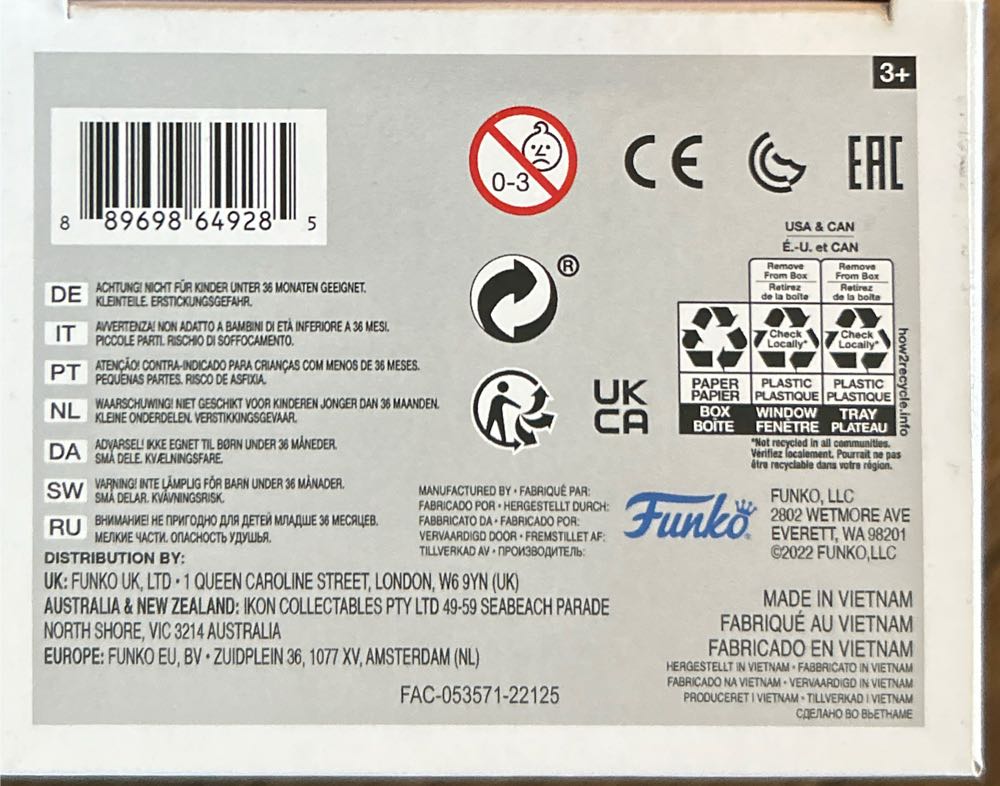 3+
8 89698 64928 5
0-3
CE
EAC
USA & CAN
É.-U. et CAN
Remove From Box
Retirez de la boîte
Remove From Box
Retirez de la boîte
Check Locally*
Check Locally*
PAPER
PAPIER
BOX
BOÎTE
PLASTIC
PLASTIQUE
WINDOW
FENÊTRE
PLASTIC
PLASTIQUE
TRAY
PLATEAU
how2recycle.info
*Not recycled in all communities.
Vérifiez localement. Pourrait ne pas
être recyclable dans votre région.
®
UK
CA
DE ACHTUNG! NICHT FÜR KINDER UNTER 36 MONATEN GEEIGNET.
KLEINTEILE. ERSTICKUNGSGEFAHR.
IT AVVERTENZA! NON ADATTO A BAMBINI DI ETÀ INFERIORE A 36 MESI.
PICCOLE PARTI. RISCHIO DI SOFFOCAMENTO.
PT ATENÇÃO! CONTRA-INDICADO PARA CRIANÇAS COM MENOS DE 36 MESES.
PEQUENAS PARTES. RISCO DE ASFIXIA.
NL WAARSCHUWING! NIET GESCHIKT VOOR KINDEREN JONGER DAN 36 MAANDEN.
KLEINE ONDERDELEN. VERSTIKKINGSGEVAAR.
DA ADVARSEL! IKKE EGNET TIL BØRN UNDER 36 MÅNEDER.
SMÅ DELE. KVÆLNINGSFARE.
SW VARNING! INTE LÄMPLIG FÖR BARN UNDER 36 MÅNADER.
SMÅ DELAR. KVÄVNINGSRISK.
RU ВНИМАНИЕ! НЕ ПРИГОДНО ДЛЯ ДЕТЕЙ МЛАДШЕ 36 МЕСЯЦЕВ.
МЕЛКИЕ ЧАСТИ. ОПАСНОСТЬ УДУШЬЯ.
MANUFACTURED BY • FABRIQUÉ PAR:
FABRICADO POR • HERGESTELLT DURCH:
FABBRICATO DA • FABRICADO POR:
VERVAARDIGD DOOR • FREMSTILLET AF:
TILLVERKAD AV • ПРОИЗВОДИТЕЛЬ:
Funko
FUNKO, LLC
2802 WETMORE AVE
EVERETT, WA 98201
©2022 FUNKO,LLC
DISTRIBUTION BY:
UK: FUNKO UK, LTD • 1 QUEEN CAROLINE STREET, LONDON, W6 9YN (UK)
AUSTRALIA & NEW ZEALAND: IKON COLLECTABLES PTY LTD 49-59 SEABEACH PARADE
NORTH SHORE, VIC 3214 AUSTRALIA
EUROPE: FUNKO EU, BV • ZUIDPLEIN 36, 1077 XV, AMSTERDAM (NL)
FAC-053571-22125
MADE IN VIETNAM
FABRIQUÉ AU VIETNAM
FABRICADO EN VIETNAM
HERGESTELLT IN VIETNAM • FABBRICATO IN VIETNAM
FABRICADO NA VIETNAM • VERVAARDIGD IN VIETNAM
PRODUCERET I VIETNAM • TILLVERKAD I VIETNAM
СДЕЛАНО ВО ВЬЕТНАМЕ